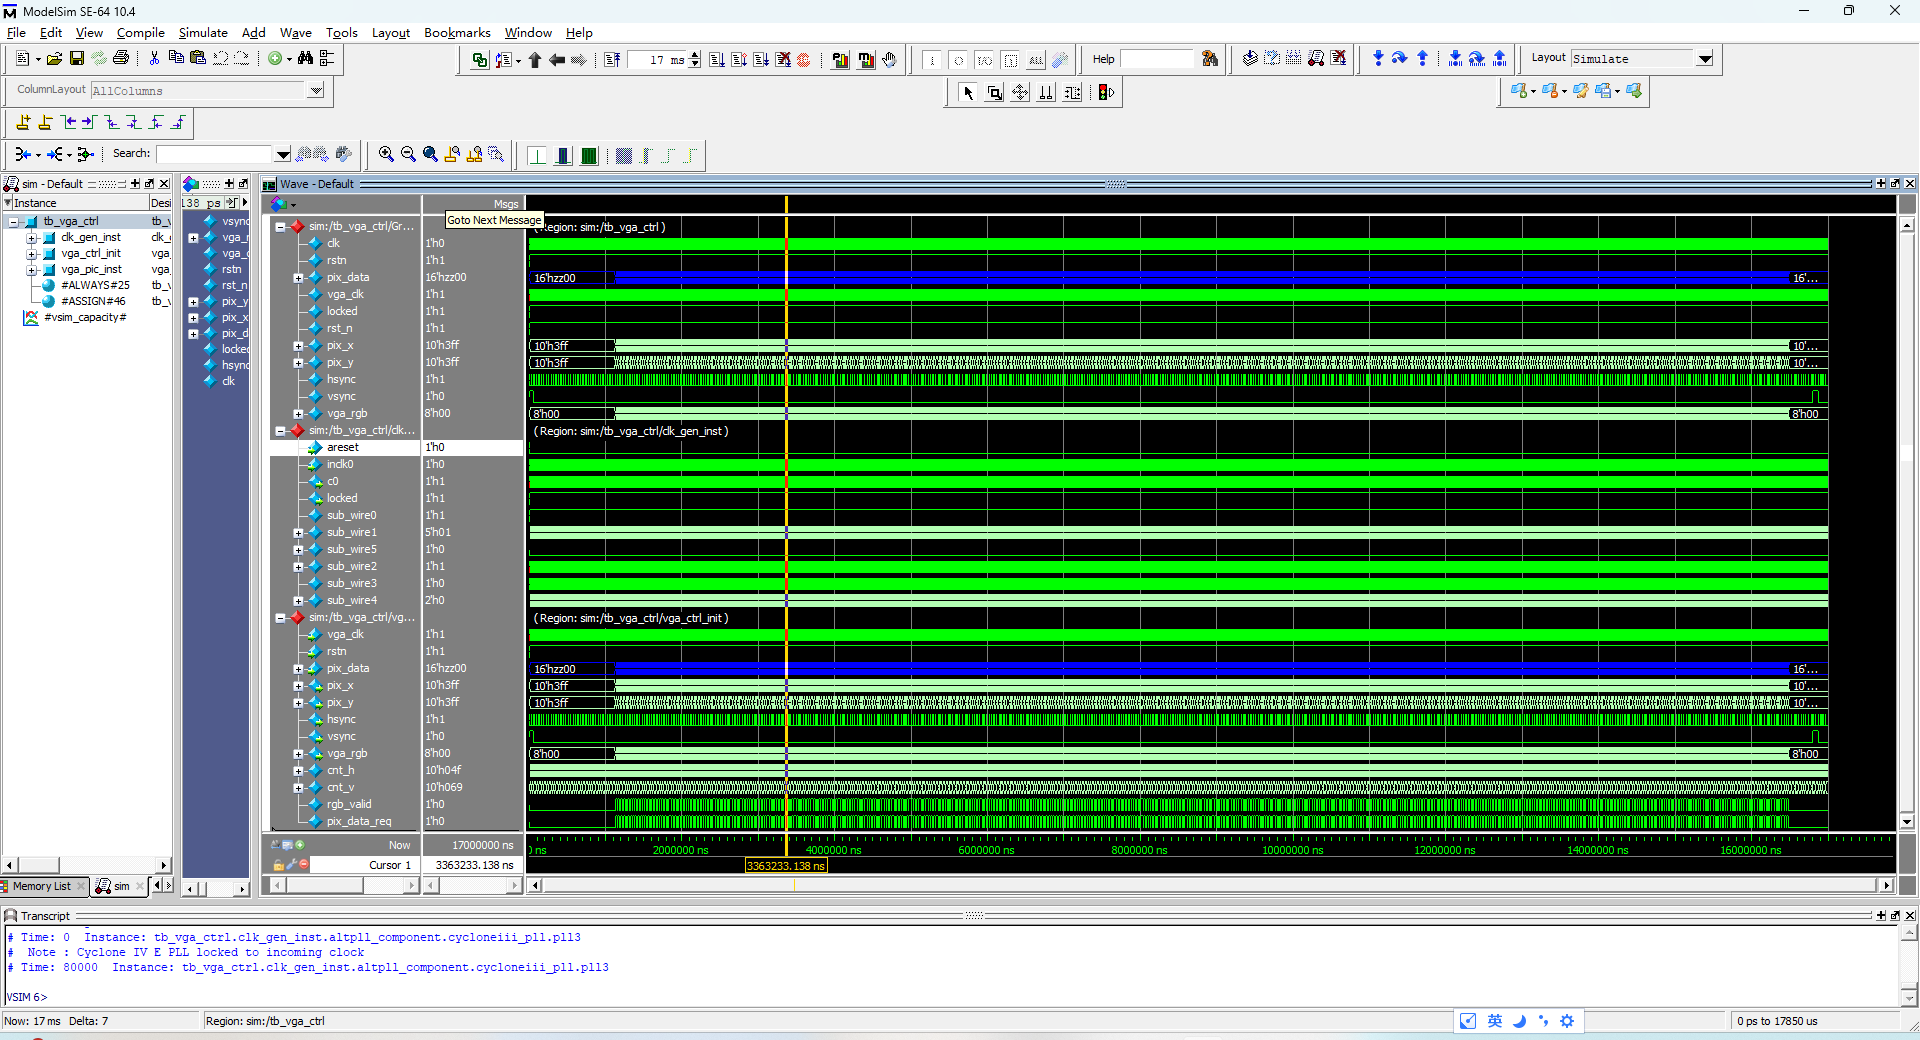 ModelSim SE-64 10.4
File Edit View Compile Simulate Add Wave Tools Layout Bookmarks Window Help
17 ms
Help
Layout Simulate
ColumnLayout AllColumns
Search:
sim - Default
Instance Desi
tb_vga_ctrl tb_v
clk_gen_inst clk_
vga_ctrl_init vga_
vga_pic_inst vga_
#ALWAYS#25 tb_v
#ASSIGN#46 tb_v
#vsim_capacity#
Memory List sim
138 ps
vsync
vga_r
vga_c
rstn
rst_n
pix_y
pix_x
pix_d
locked
hsync
clk
Wave - Default
Msgs
Goto Next Message
sim:/tb_vga_ctrl/Gr... (Region: sim:/tb_vga_ctrl )
clk 1'h0
rstn 1'h1
pix_data 16'hzz00 16'hzz00 16'...
vga_clk 1'h1
locked 1'h1
rst_n 1'h1
pix_x 10'h3ff 10'h3ff 10'...
pix_y 10'h3ff 10'h3ff 10'...
hsync 1'h1
vsync 1'h0
vga_rgb 8'h00 8'h00 8'h00
sim:/tb_vga_ctrl/clk... (Region: sim:/tb_vga_ctrl/clk_gen_inst )
areset 1'h0
inclk0 1'h0
c0 1'h1
locked 1'h1
sub_wire0 1'h1
sub_wire1 5'h01
sub_wire5 1'h0
sub_wire2 1'h1
sub_wire3 1'h0
sub_wire4 2'h0
sim:/tb_vga_ctrl/vg... (Region: sim:/tb_vga_ctrl/vga_ctrl_init )
vga_clk 1'h1
rstn 1'h1
pix_data 16'hzz00 16'hzz00 16'...
pix_x 10'h3ff 10'h3ff 10'...
pix_y 10'h3ff 10'h3ff 10'...
hsync 1'h1
vsync 1'h0
vga_rgb 8'h00 8'h00 8'h00
cnt_h 10'h04f
cnt_v 10'h069
rgb_valid 1'h0
pix_data_req 1'h0
Now 17000000 ns ns 2000000 ns 4000000 ns 6000000 ns 8000000 ns 10000000 ns 12000000 ns 14000000 ns 16000000 ns
Cursor 1 3363233.138 ns 3363233.138 ns
Transcript
# Time: 0 Instance: tb_vga_ctrl.clk_gen_inst.altpll_component.cycloneiii_pll.pll3
# Note : Cyclone IV E PLL locked to incoming clock
# Time: 80000 Instance: tb_vga_ctrl.clk_gen_inst.altpll_component.cycloneiii_pll.pll3
VSIM 6>
Now: 17 ms Delta: 7 Region: sim:/tb_vga_ctrl 英 0 ps to 17850 us